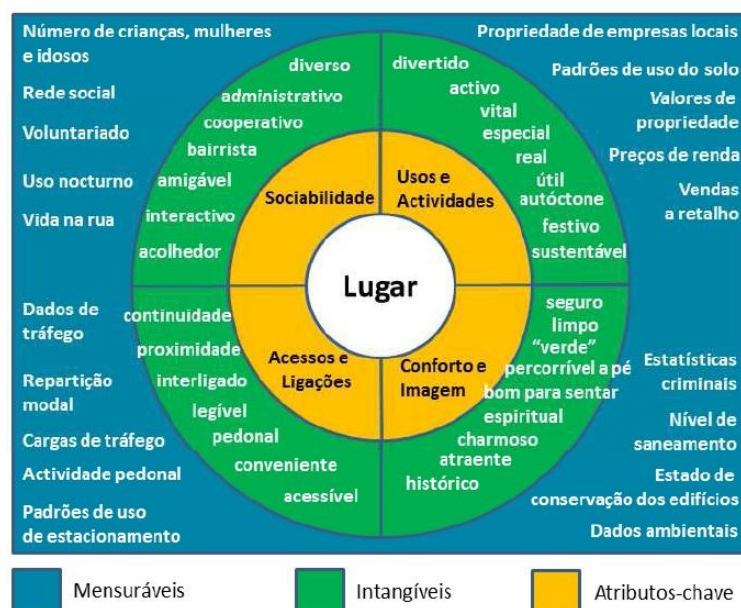 Número de crianças, mulheres
e idosos
Rede social
Voluntariado
Uso nocturno
Vida na rua
diverso
administrativo
cooperativo
bairrista
amigável
interactivo
acolhedor
Sociabilidade
Propriedade de empresas locais
Padrões de uso do solo
Valores de
propriedade
Preços de renda
Vendas
a retalho
divertido
activo
vital
especial
real
útil
autóctone
festivo
sustentável
Usos e
Actividades
Lugar
Dados de
tráfego
Repartição
modal
Cargas de tráfego
Actividade pedonal
Padrões de uso
de estacionamento
continuidade
proximidade
interligado
legível
pedonal
conveniente
acessível
Acessos e
Ligações
Conforto e
Imagem
seguro
limpo
“verde”
percorrível a pé
bom para sentar
espiritual
charmoso
atraente
histórico
Estatísticas
criminais
Nível de
saneamento
Estado de
conservação dos edifícios
Dados ambientais
Mensuráveis
Intangíveis
Atributos-chave